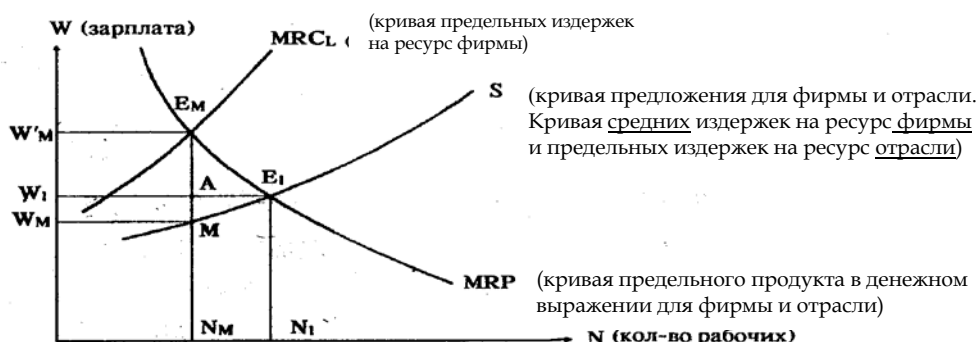 W (зарплата)
MRCL (
(кривая предельных издержек
на ресурс фирмы)
EM
S
(кривая предложения для фирмы и отрасли.
Кривая средних издержек на ресурс фирмы
и предельных издержек на ресурс отрасли)
W'M
A
E1
W1
WM
M
MRP
(кривая предельного продукта в денежном
выражении для фирмы и отрасли)
NM
N1
N (кол-во рабочих)